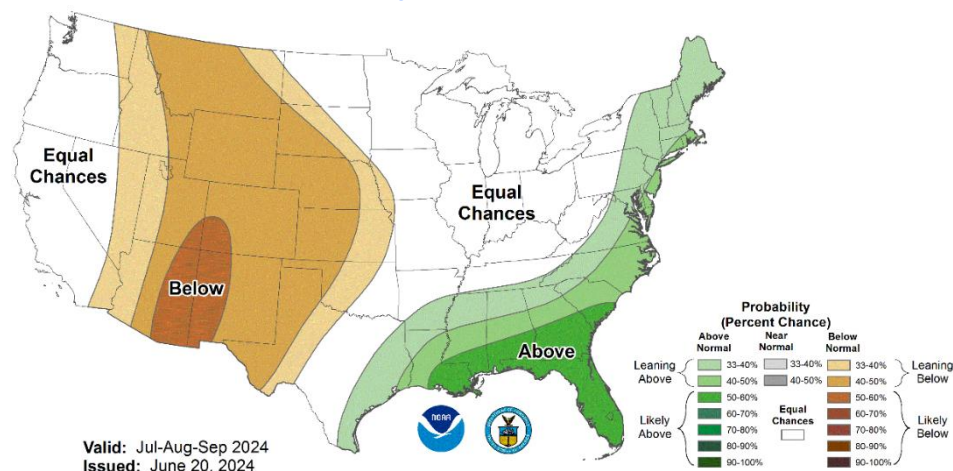 Equal
Chances
Equal
Chances
Below
Above
Probability
(Percent Chance)
Above
Normal
Near
Normal
Below
Normal
Leaning
Above
33-40%
33-40%
33-40%
Leaning
Below
40-50%
40-50%
40-50%
Likely
Above
50-60%
Equal
Chances
50-60%
Likely
Below
60-70%
60-70%
70-80%
70-80%
80-90%
80-90%
90-100%
90-100%
NOAA
Valid: Jul-Aug-Sep 2024
Issued: June 20, 2024